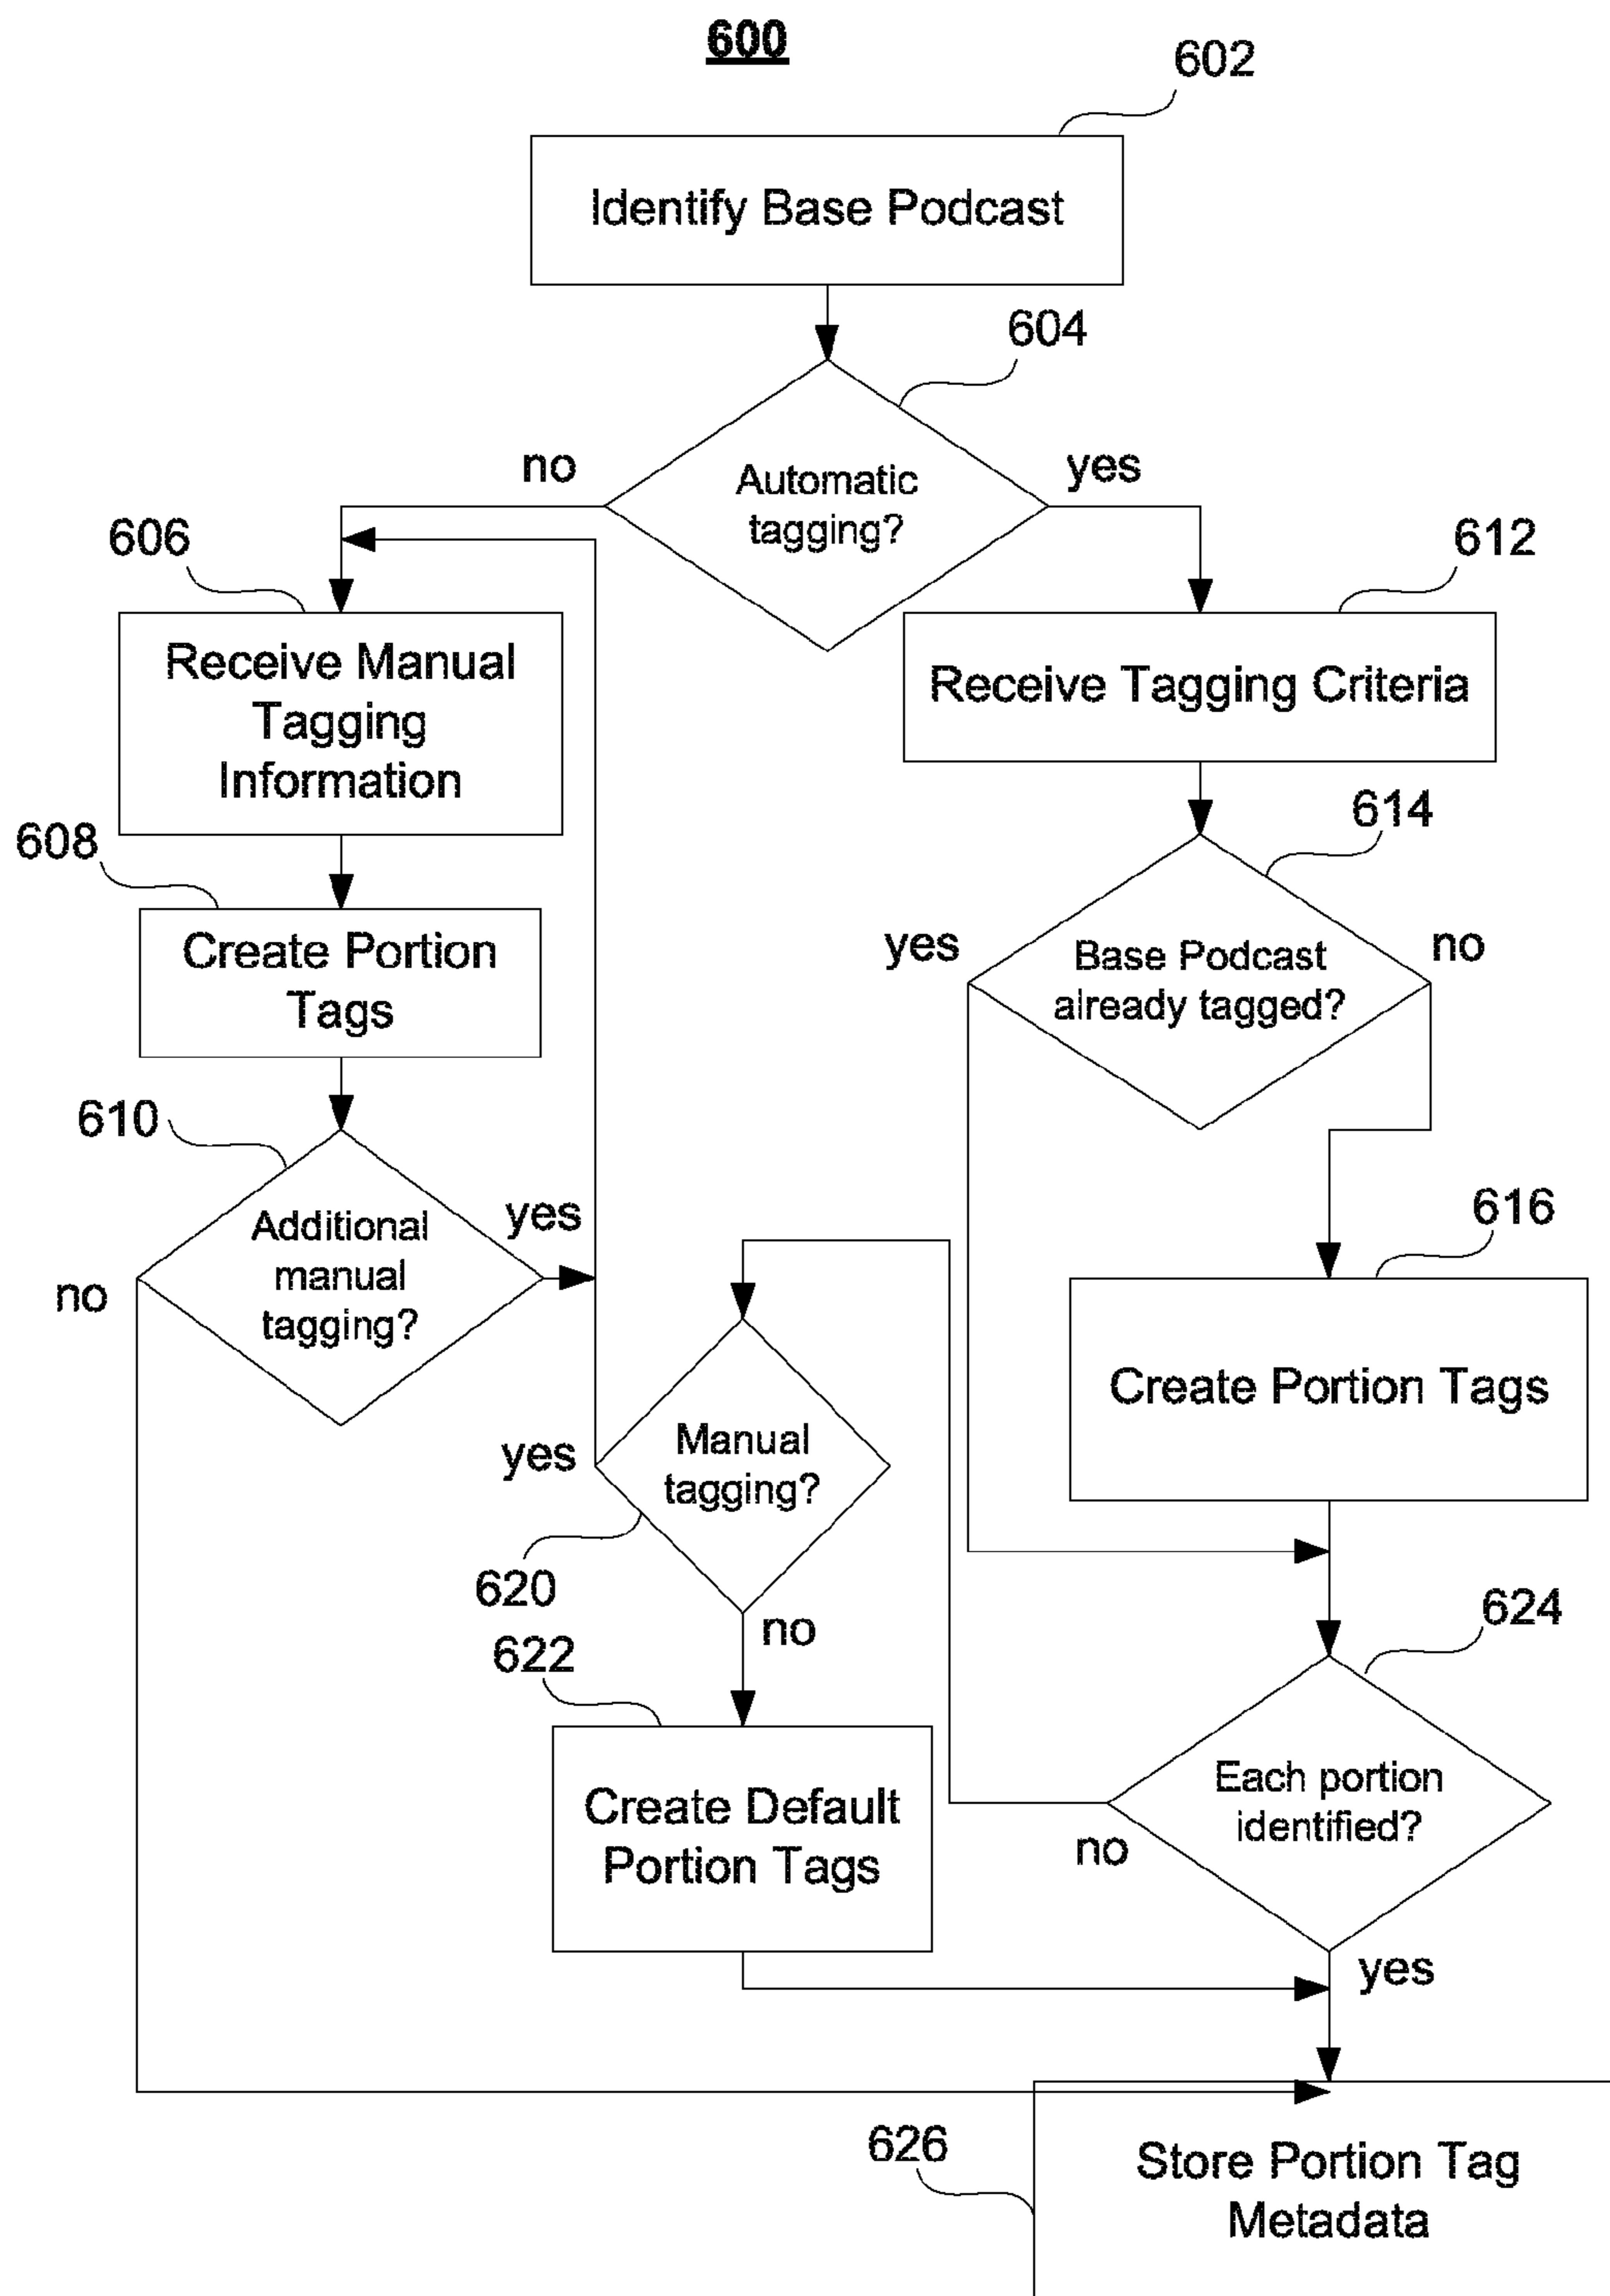 600
602
Identify Base Podcast
604
no
Automatic
tagging?
yes
606
612
Receive Manual
Tagging
Information
Receive Tagging Criteria
608
614
Create Portion
Tags
yes
Base Podcast
already tagged?
no
610
Additional
manual
tagging?
yes
no
616
Create Portion Tags
yes
Manual
tagging?
620
no
622
624
Create Default
Portion Tags
Each portion
identified?
no
yes
626
Store Portion Tag
Metadata